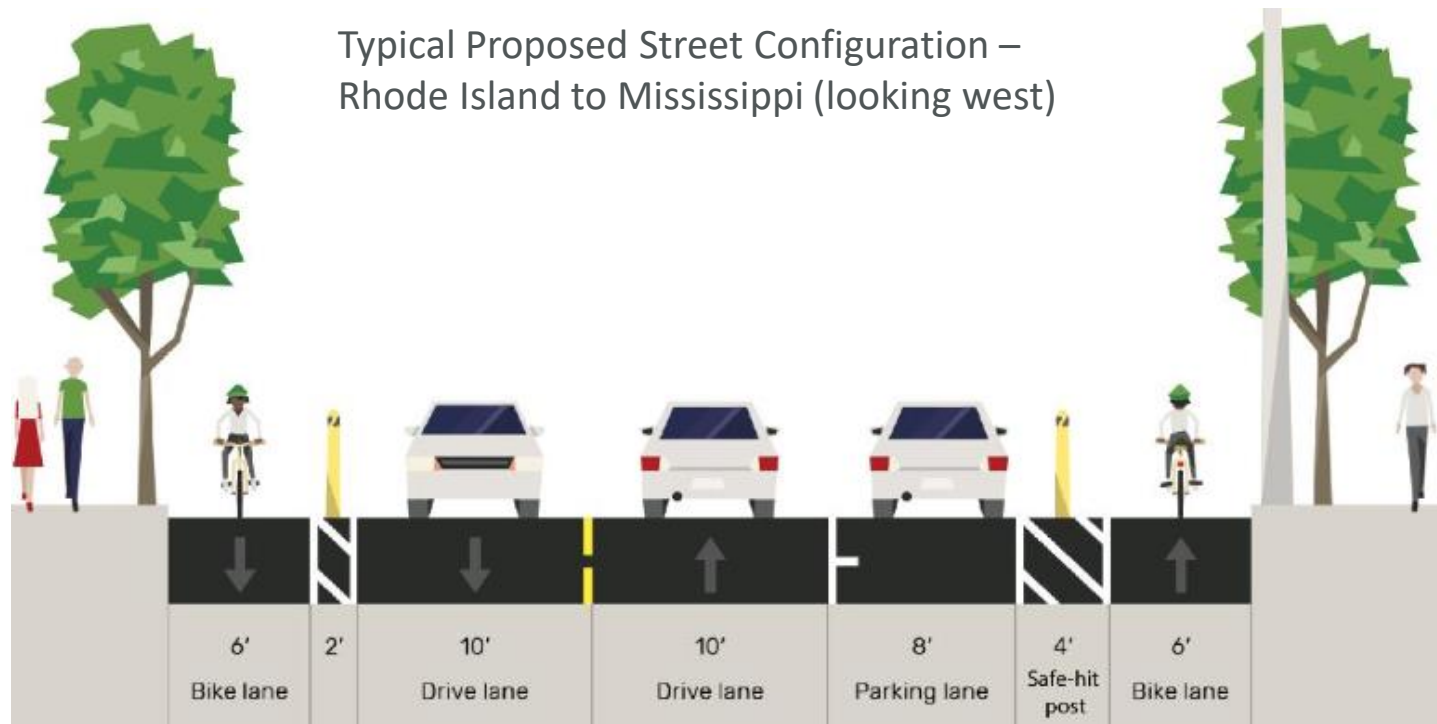 Typical Proposed Street Configuration –
Rhode Island to Mississippi (looking west)
6'
Bike lane
2'
10'
Drive lane
10'
Drive lane
8'
Parking lane
4'
Safe-hit
post
6'
Bike lane